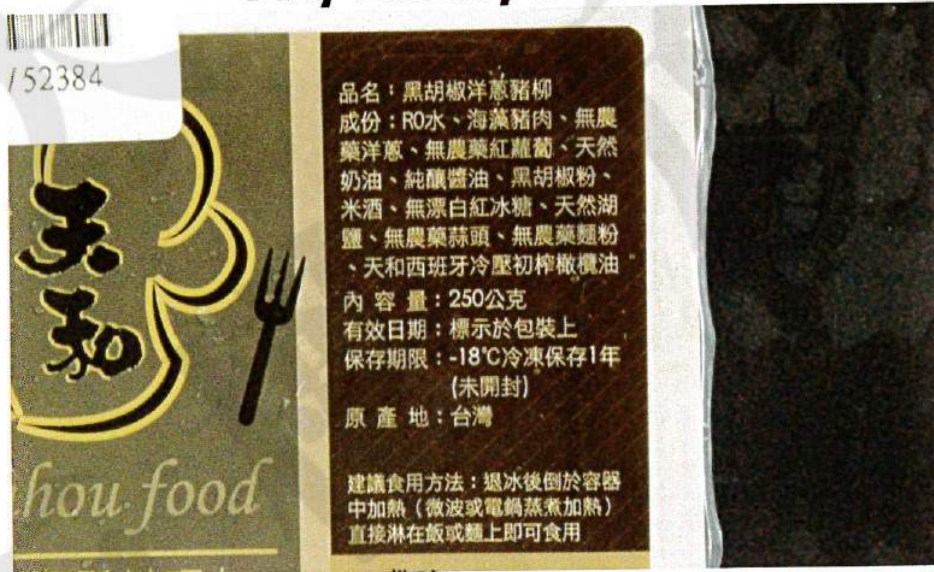 52384
天和
hou food
品名：黑胡椒洋蔥豬柳
成份：RO水、海藻豬肉、無農
藥洋蔥、無農藥紅蘿蔔、天然
奶油、純釀醬油、黑胡椒粉、
米酒、無漂白紅冰糖、天然湖
鹽、無農藥蒜頭、無農藥麵粉
、天和西班牙冷壓初榨橄欖油
內容量：250公克
有效日期：標示於包裝上
保存期限：-18℃冷凍保存1年
(未開封)
原產地：台灣
建議食用方法：退冰後倒於容器
中加熱（微波或電鍋蒸煮加熱）
直接淋在飯或麵上即可食用